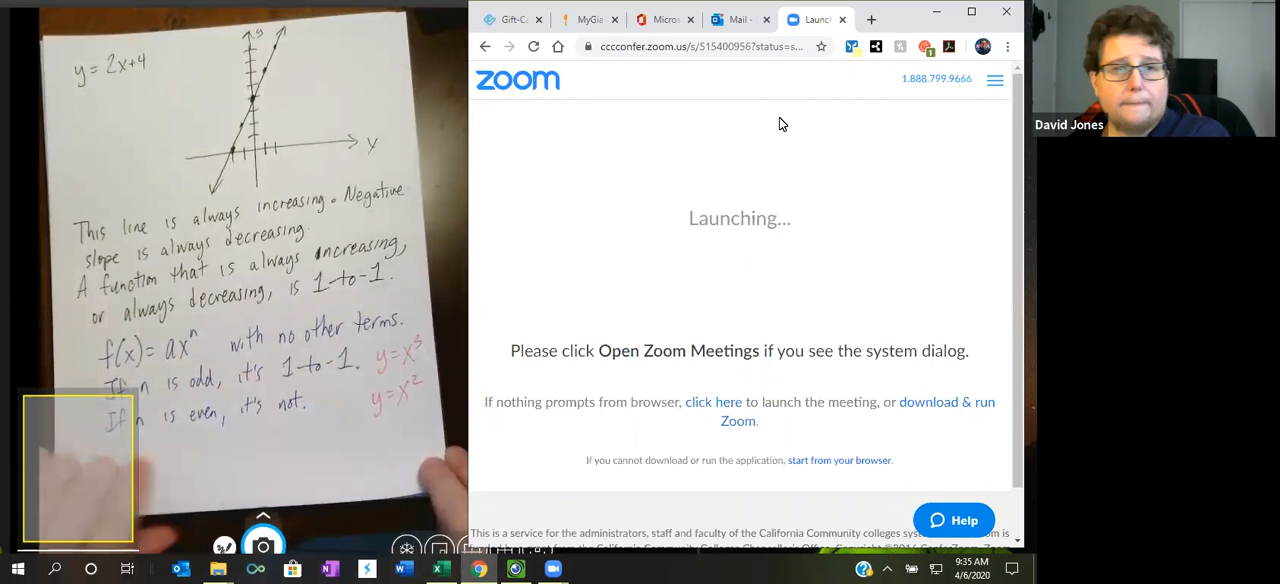 y = 2x+4
y
x
This line is always increasing. Negative
slope is always decreasing.
A function that is always increasing,
or always decreasing, is 1-to-1.
f(x) = ax^n with no other terms.
If n is odd, it's 1-to-1. y=x^3
If n is even, it's not. y=x^2
Gift-C
MyGia
Micros
Mail -
Launch
cccconfer.zoom.us/s/515400956?status=s...
zoom
1.888.799.9666
Launching...
Please click Open Zoom Meetings if you see the system dialog.
If nothing prompts from browser, click here to launch the meeting, or download & run
Zoom.
If you cannot download or run the application, start from your browser.
Help
This is a service for the administrators, staff and faculty of the California Community colleges
David Jones
9:35 AM
4/6/2020